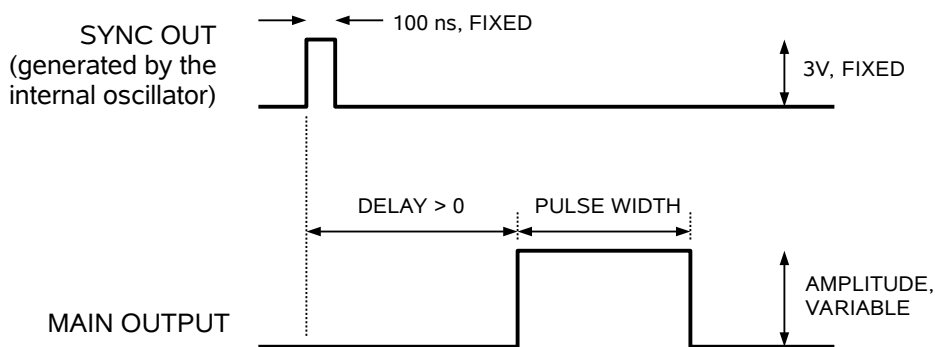 SYNC OUT
(generated by the
internal oscillator)
100 ns, FIXED
3V, FIXED
DELAY > 0
PULSE WIDTH
AMPLITUDE,
VARIABLE
MAIN OUTPUT